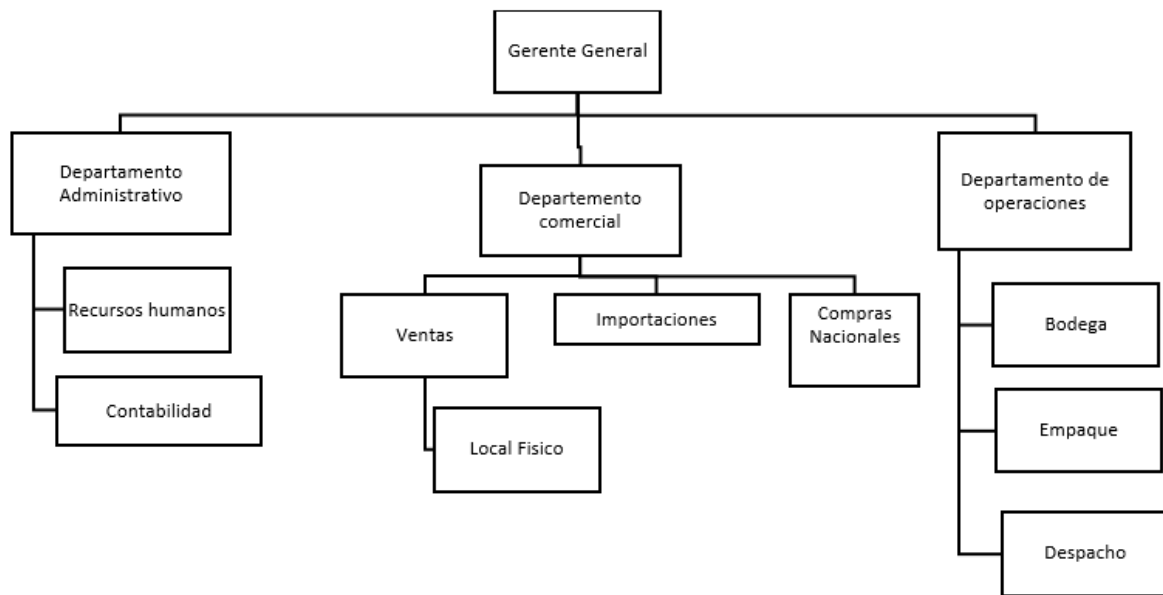 Gerente General
Departamento
Administrativo
Departemento
comercial
Departamento de
operaciones
Recursos humanos
Contabilidad
Ventas
Importaciones
Compras
Nacionales
Local Fisico
Bodega
Empaque
Despacho